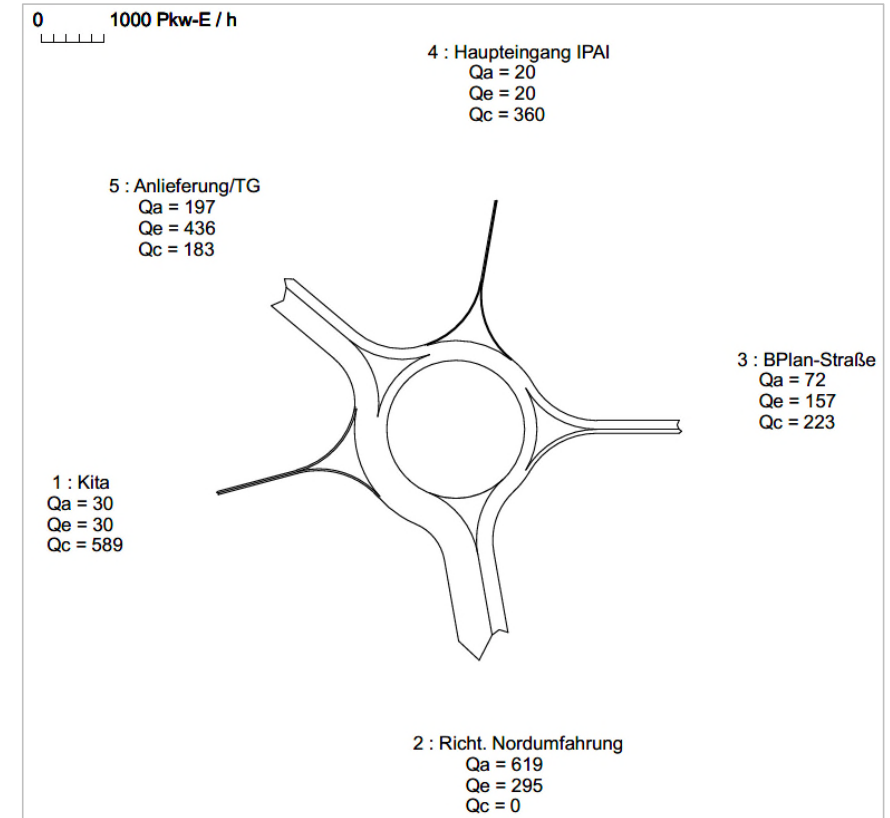 0 1000 Pkw-E / h
4 : Haupteingang IPAI
Qa = 20
Qe = 20
Qc = 360
5 : Anlieferung/TG
Qa = 197
Qe = 436
Qc = 183
3 : BPlan-Straße
Qa = 72
Qe = 157
Qc = 223
1 : Kita
Qa = 30
Qe = 30
Qc = 589
2 : Richt. Nordumfahrung
Qa = 619
Qe = 295
Qc = 0